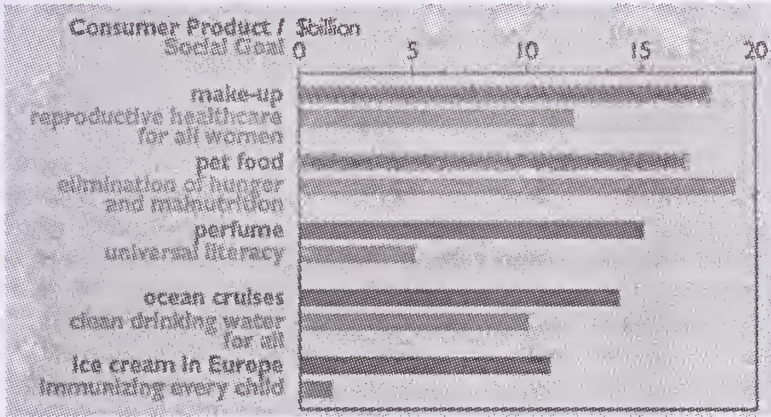 Consumer Product / $billion
Social Goal 0 5 10 15 20
make-up
reproductive healthcare
for all women
pet food
elimination of hunger
and malnutrition
perfume
universal literacy
ocean cruises
clean drinking water
for all
ice cream in Europe
immunizing every child